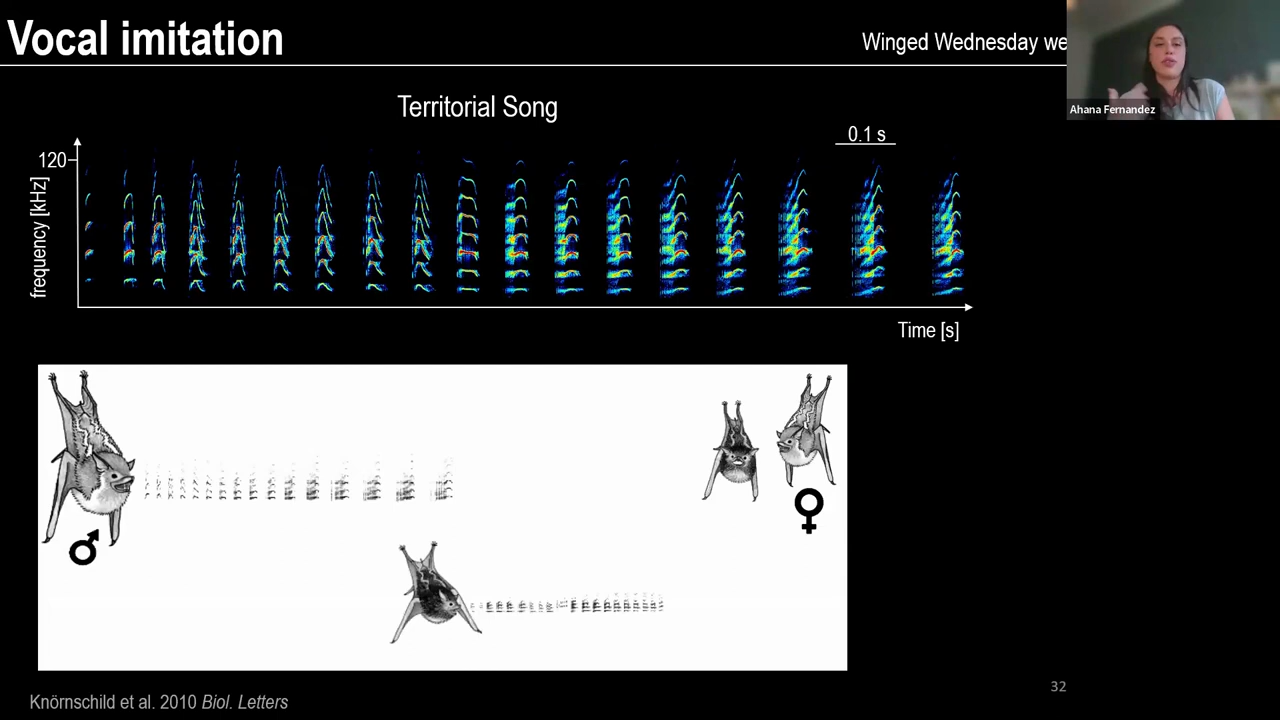 Vocal imitation
Winged Wednesday we
Ahana Fernandez
Territorial Song
0.1 s
120
frequency [kHz]
Time [s]
♂
♀
Knörnschild et al. 2010 Biol. Letters
32